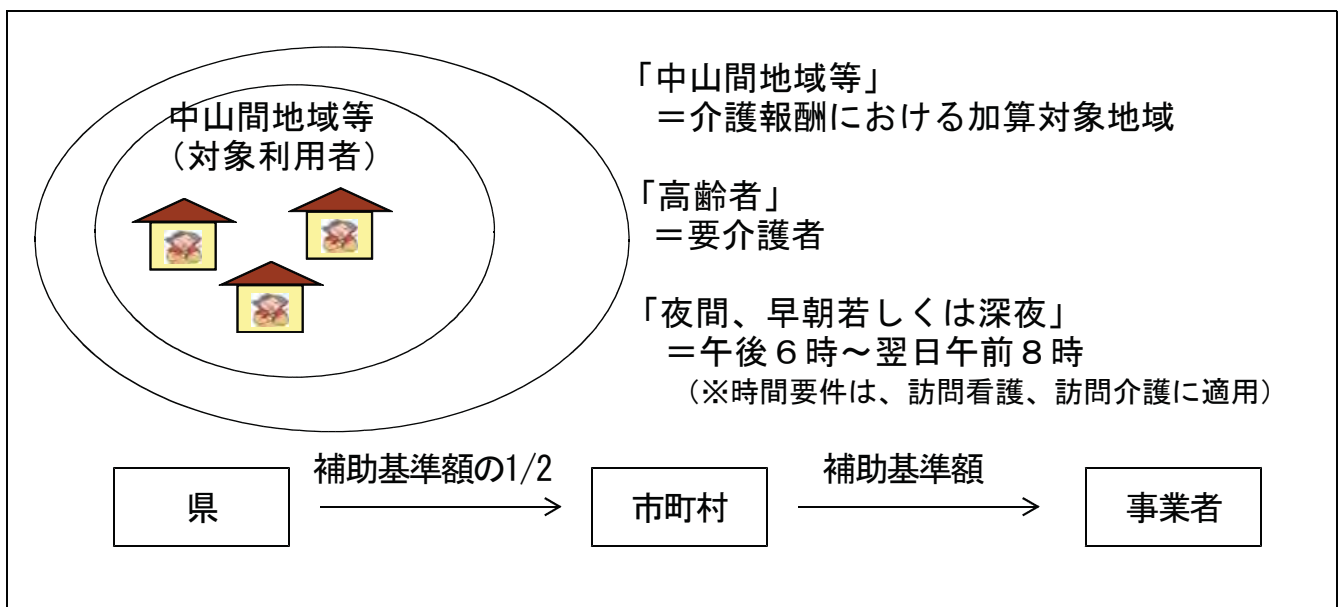 中山間地域等
（対象利用者）
「中山間地域等」
＝介護報酬における加算対象地域
「高齢者」
＝要介護者
「夜間、早朝若しくは深夜」
＝午後６時～翌日午前８時
（※時間要件は、訪問看護、訪問介護に適用）
県
補助基準額の1/2
市町村
補助基準額
事業者